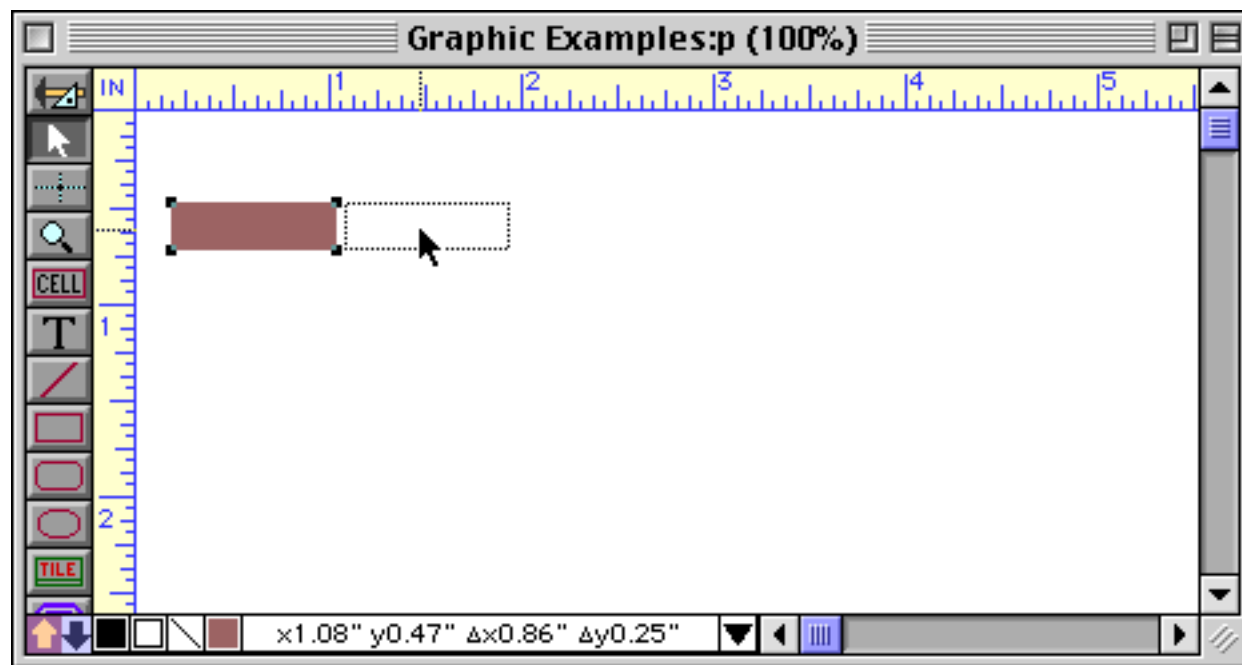 Graphic Examples:p (100%)
IN 1 2 3 4 5
CELL
T
1
2
TILE
x1.08" y0.47" Δx0.86" Δy0.25"